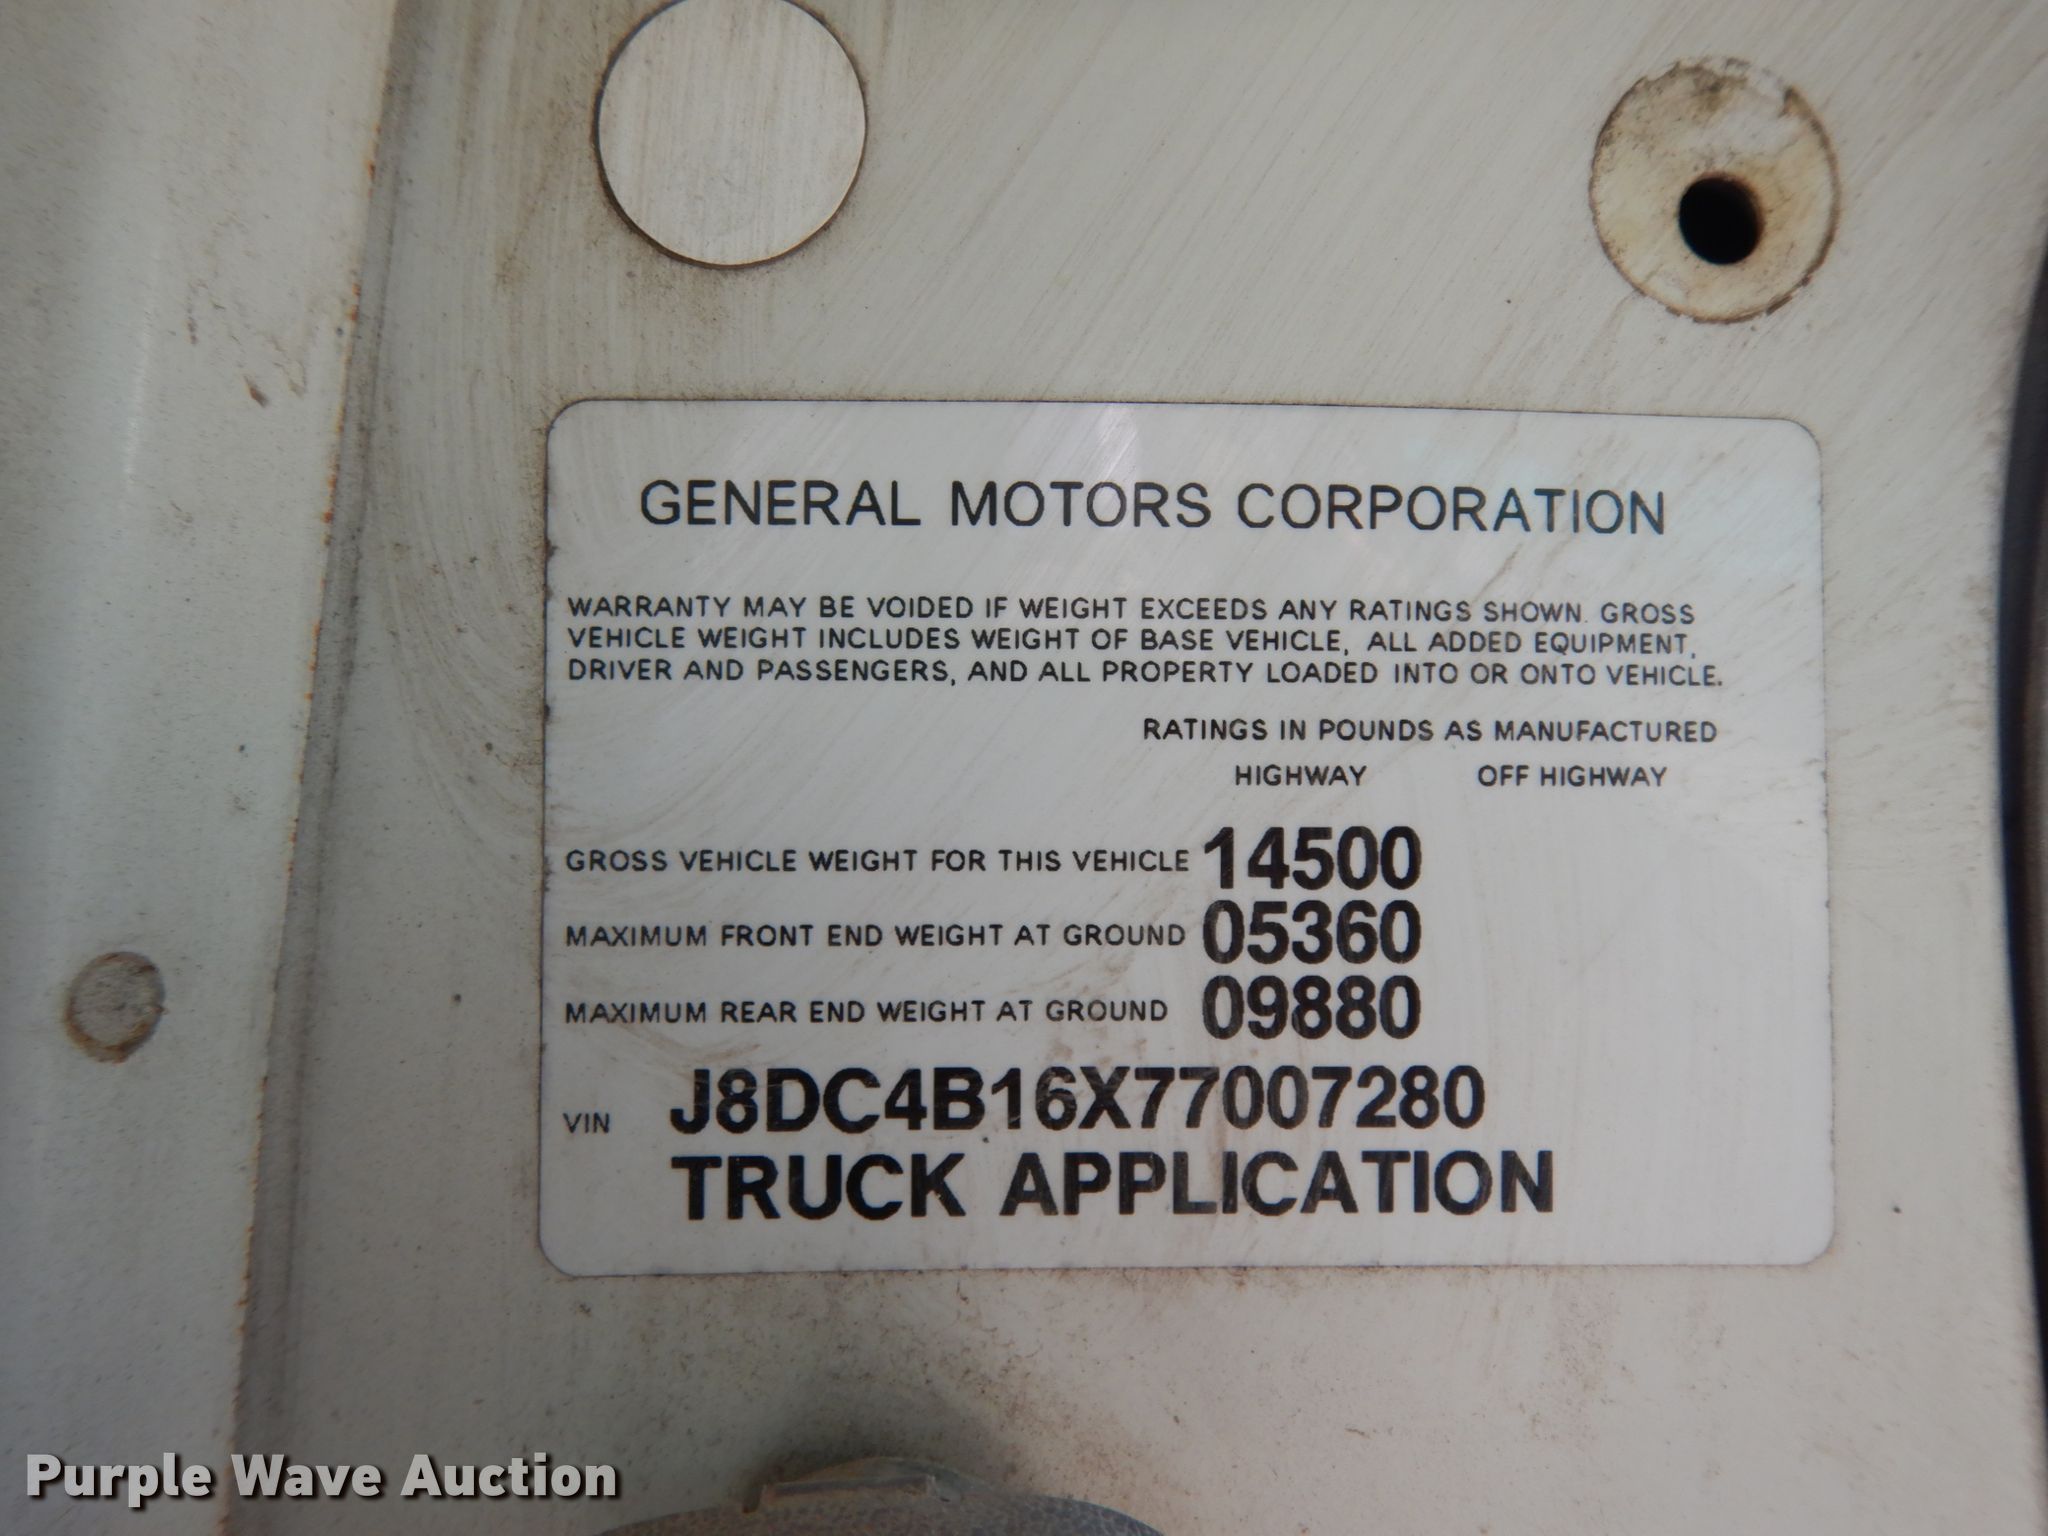 GENERAL MOTORS CORPORATION
WARRANTY MAY BE VOIDED IF WEIGHT EXCEEDS ANY RATINGS SHOWN. GROSS
VEHICLE WEIGHT INCLUDES WEIGHT OF BASE VEHICLE, ALL ADDED EQUIPMENT,
DRIVER AND PASSENGERS, AND ALL PROPERTY LOADED INTO OR ONTO VEHICLE.
RATINGS IN POUNDS AS MANUFACTURED
HIGHWAY OFF HIGHWAY
GROSS VEHICLE WEIGHT FOR THIS VEHICLE 14500
MAXIMUM FRONT END WEIGHT AT GROUND 05360
MAXIMUM REAR END WEIGHT AT GROUND 09880
VIN J8DC4B16X77007280
TRUCK APPLICATION
Purple Wave Auction